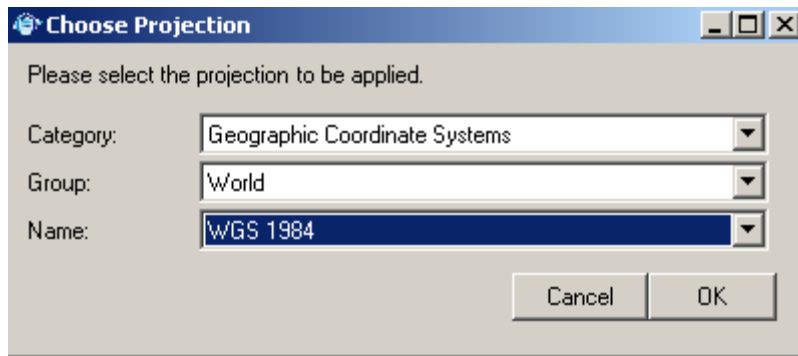 Choose Projection
Please select the projection to be applied.
Category: Geographic Coordinate Systems
Group: World
Name: WGS 1984
Cancel OK